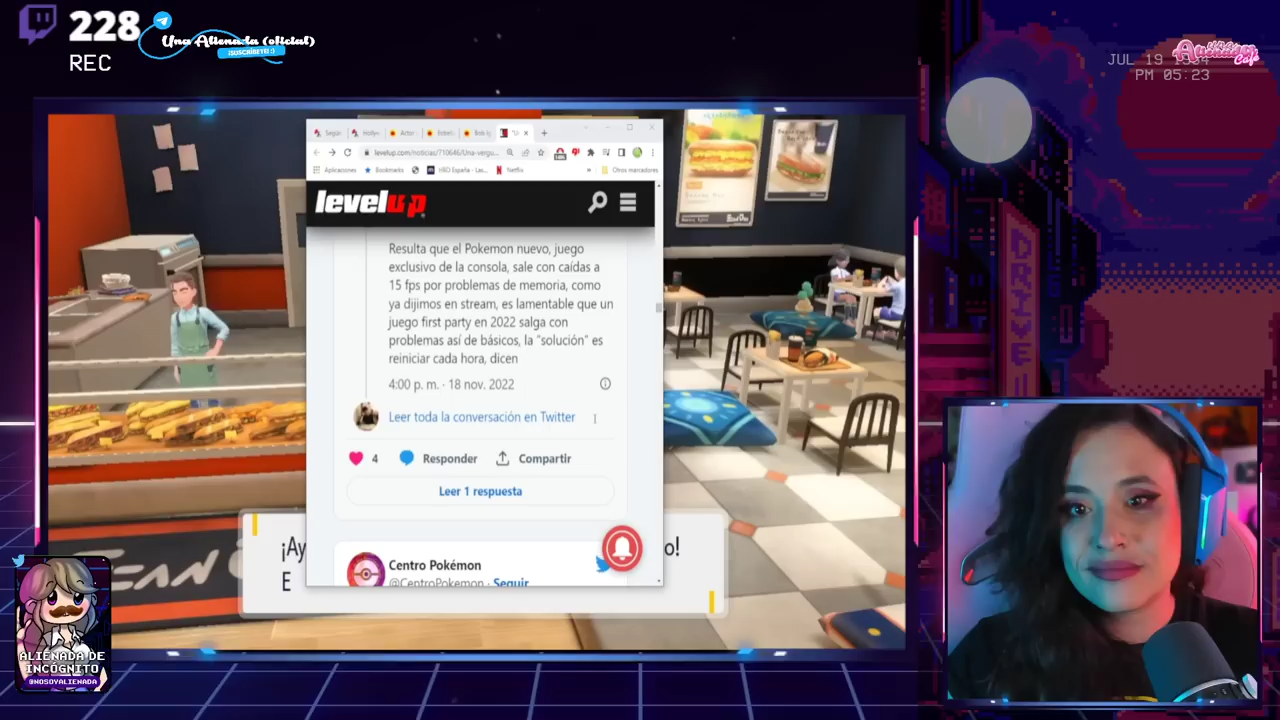 228
REC
Una Alienada (oficial)
¡SUSCRÍBETE! :)
JUL 19
PM 05:23
Café
levelup.com/noticias/710646/Una-vergu...
Aplicaciones
Bookmarks
HBO España - Las...
Netflix
Otros marcadores
levelup
Resulta que el Pokemon nuevo, juego
exclusivo de la consola, sale con caídas a
15 fps por problemas de memoria, como
ya dijimos en stream, es lamentable que un
juego first party en 2022 salga con
problemas así de básicos, la "solución" es
reiniciar cada hora, dicen
4:00 p. m. · 18 nov. 2022
Leer toda la conversación en Twitter
4 Responder Compartir
Leer 1 respuesta
Centro Pokémon
@CentroPokemon · Seguir
¡Ay
o!
E
DRIVE
ALIENADA DE
INCÓGNITO
@NOSOYALIENADA